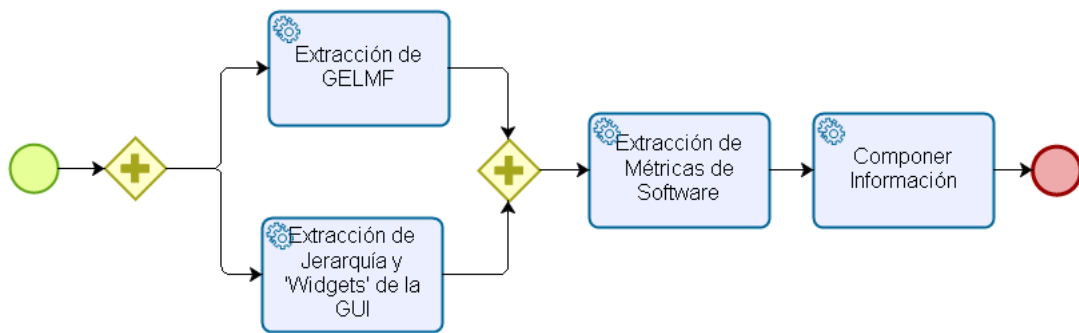 Extracción de
GELMF
Extracción de
Jerarquía y
'Widgets' de la
GUI
Extracción de
Métricas de
Software
Componer
Información